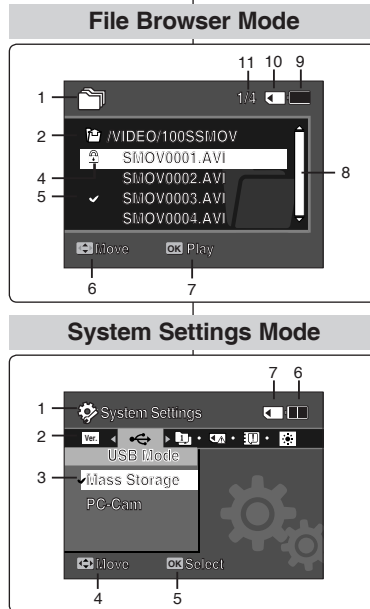 File Browser Mode
11 10 9
1 1/4
2 /VIDEO/100SSMOV
SMOV0001.AVI
4 SMOV0002.AVI 8
5 SMOV0003.AVI
SMOV0004.AVI
Move OK Play
6 7
System Settings Mode
7 6
1 System Settings
2 Ver.
USB Mode
3 Mass Storage
PC-Cam
Move OK Select
4 5